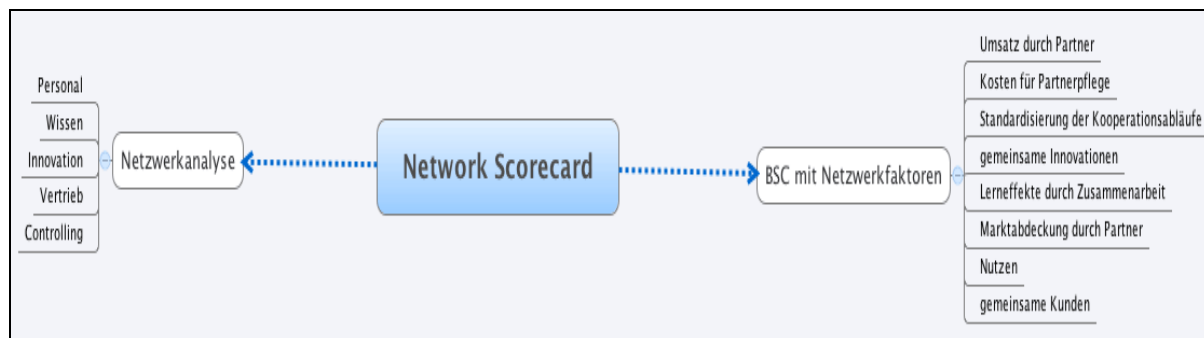 Personal
Wissen
Innovation
Vertrieb
Controlling
Netzwerkanalyse
Network Scorecard
BSC mit Netzwerkfaktoren
Umsatz durch Partner
Kosten für Partnerpflege
Standardisierung der Kooperationsabläufe
gemeinsame Innovationen
Lerneffekte durch Zusammenarbeit
Marktabdeckung durch Partner
Nutzen
gemeinsame Kunden